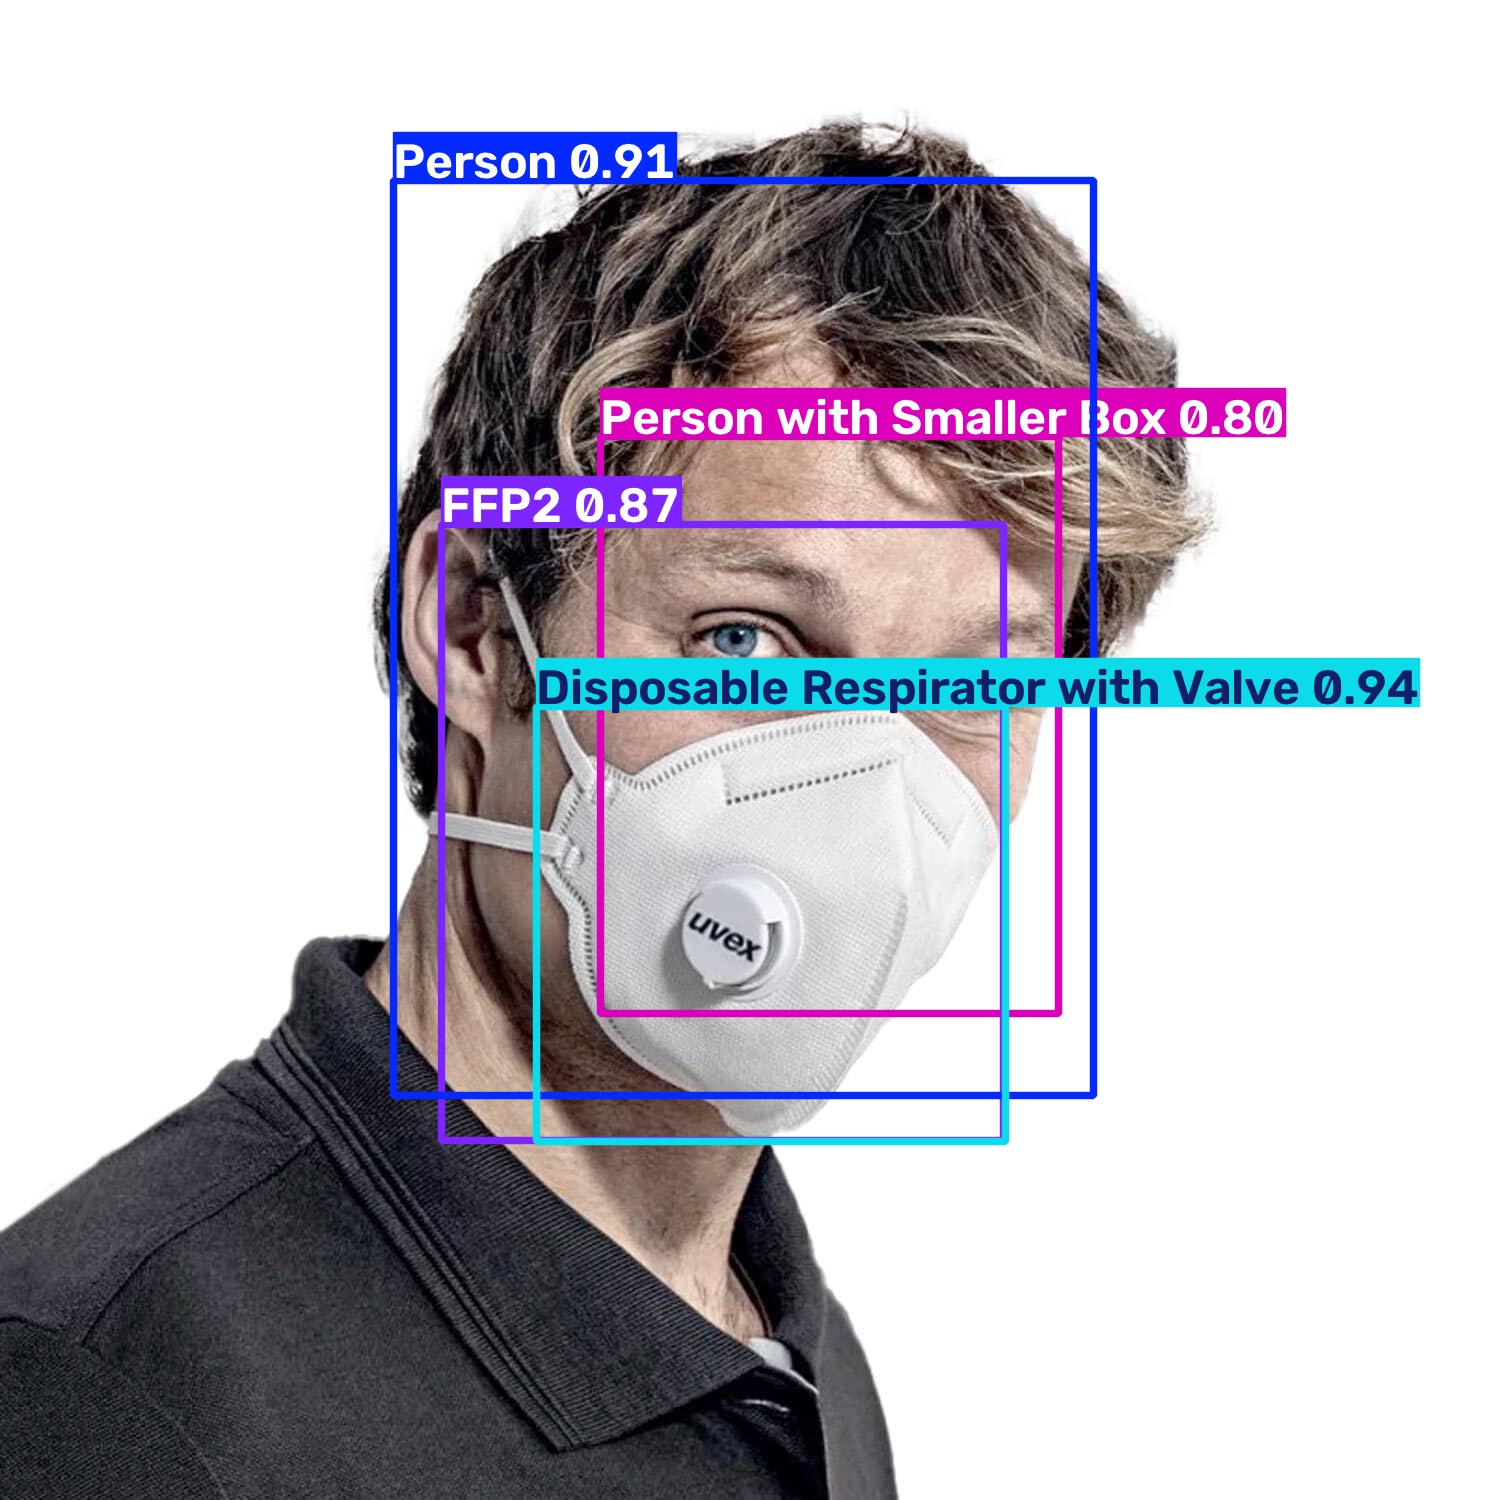 Person 0.91
Person with Smaller Box 0.80
FFP2 0.87
Disposable Respirator with Valve 0.94
uvex